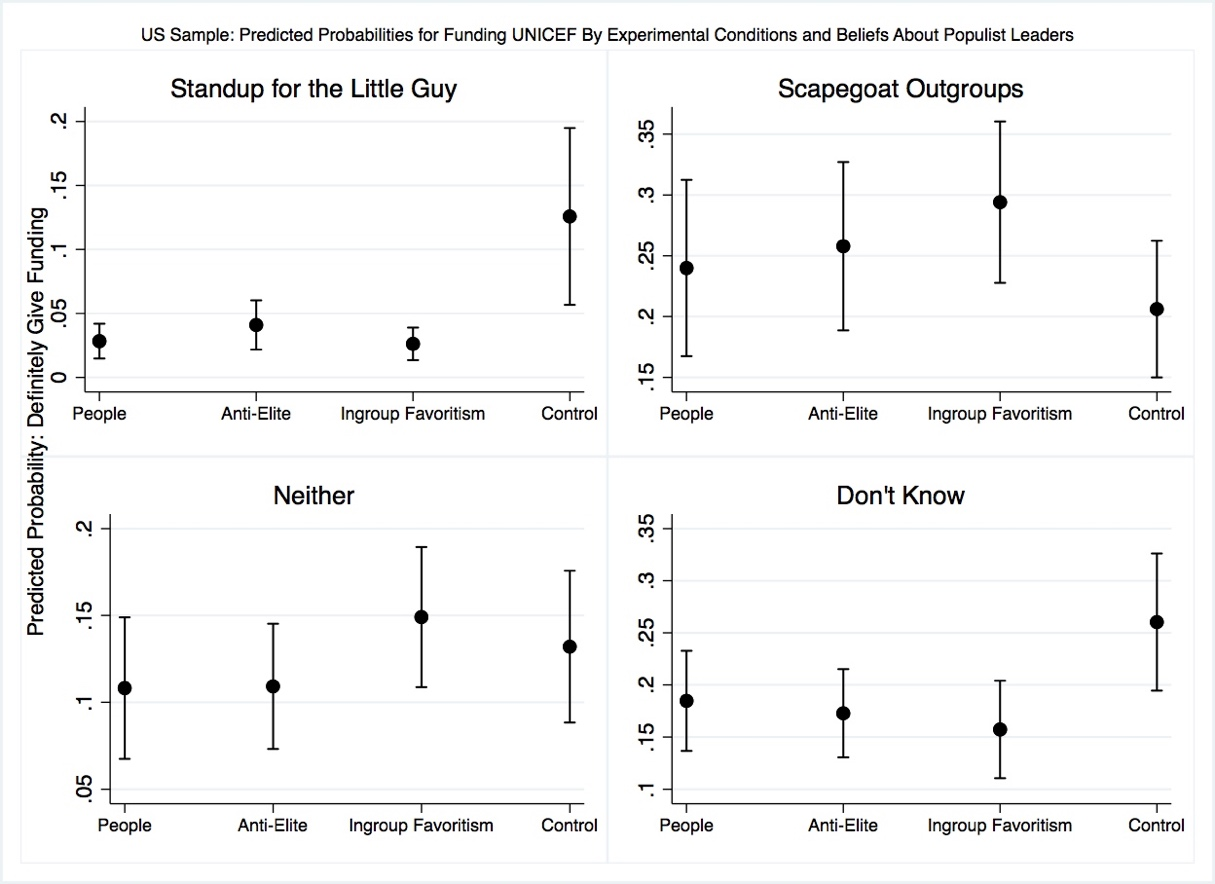 US Sample: Predicted Probabilities for Funding UNICEF By Experimental Conditions and Beliefs About Populist Leaders
Predicted Probability: Definitely Give Funding
Standup for the Little Guy
.2
.15
.1
.05
0
People Anti-Elite Ingroup Favoritism Control
Scapegoat Outgroups
.35
.3
.25
.2
.15
People Anti-Elite Ingroup Favoritism Control
Neither
.2
.15
.1
.05
People Anti-Elite Ingroup Favoritism Control
Don't Know
.35
.3
.25
.2
.15
.1
People Anti-Elite Ingroup Favoritism Control